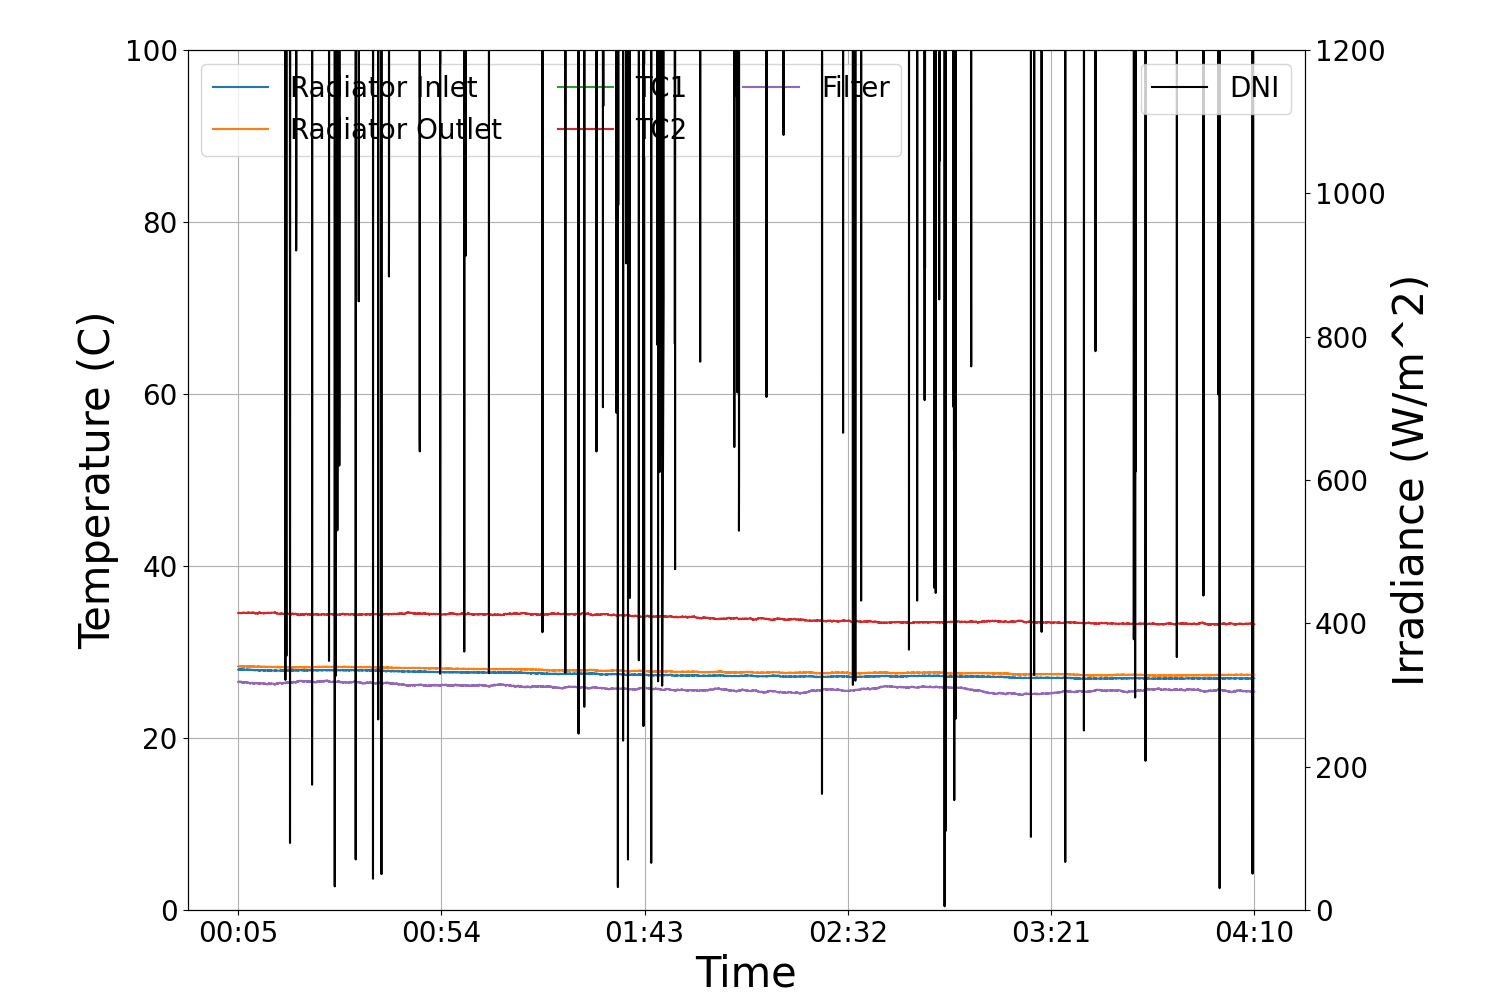 100
80
60
40
20
0
Temperature (C)
Radiator Inlet
Radiator Outlet
TC1
TC2
Filter
DNI
1200
1000
800
600
400
200
0
Irradiance (W/m^2)
00:05 00:54 01:43 02:32 03:21 04:10
Time